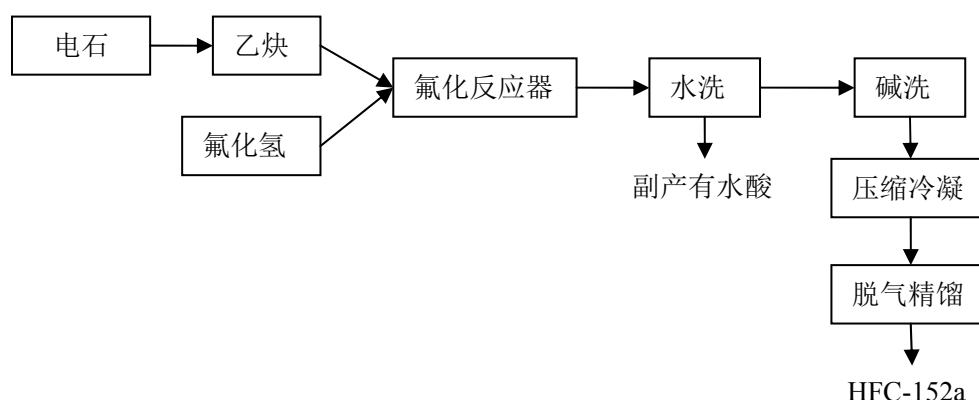 电石
乙炔
氟化氢
氟化反应器
水洗
碱洗
副产有水酸
压缩冷凝
脱气精馏
HFC-152a